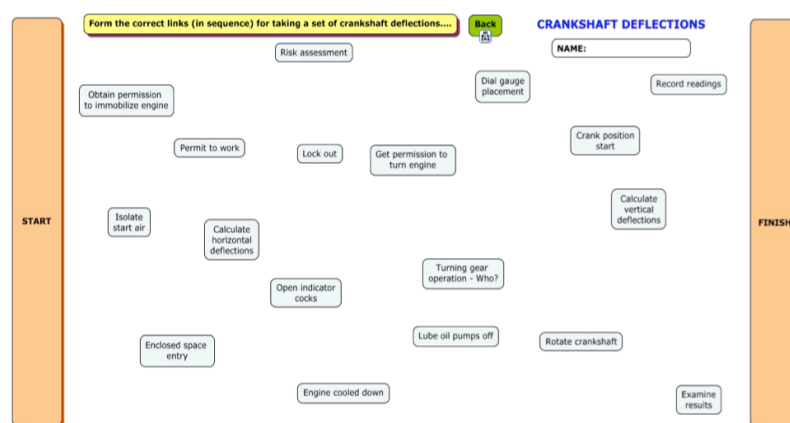 Form the correct links (in sequence) for taking a set of crankshaft deflections....
Back
CRANKSHAFT DEFLECTIONS
NAME:
Risk assessment
Dial gauge
placement
Record readings
Obtain permission
to immobilize engine
Permit to work
Lock out
Get permission to
turn engine
Crank position
start
START
Isolate
start air
Calculate
horizontal
deflections
Calculate
vertical
deflections
FINISH
Turning gear
operation - Who?
Open indicator
cocks
Enclosed space
entry
Lube oil pumps off
Rotate crankshaft
Engine cooled down
Examine
results